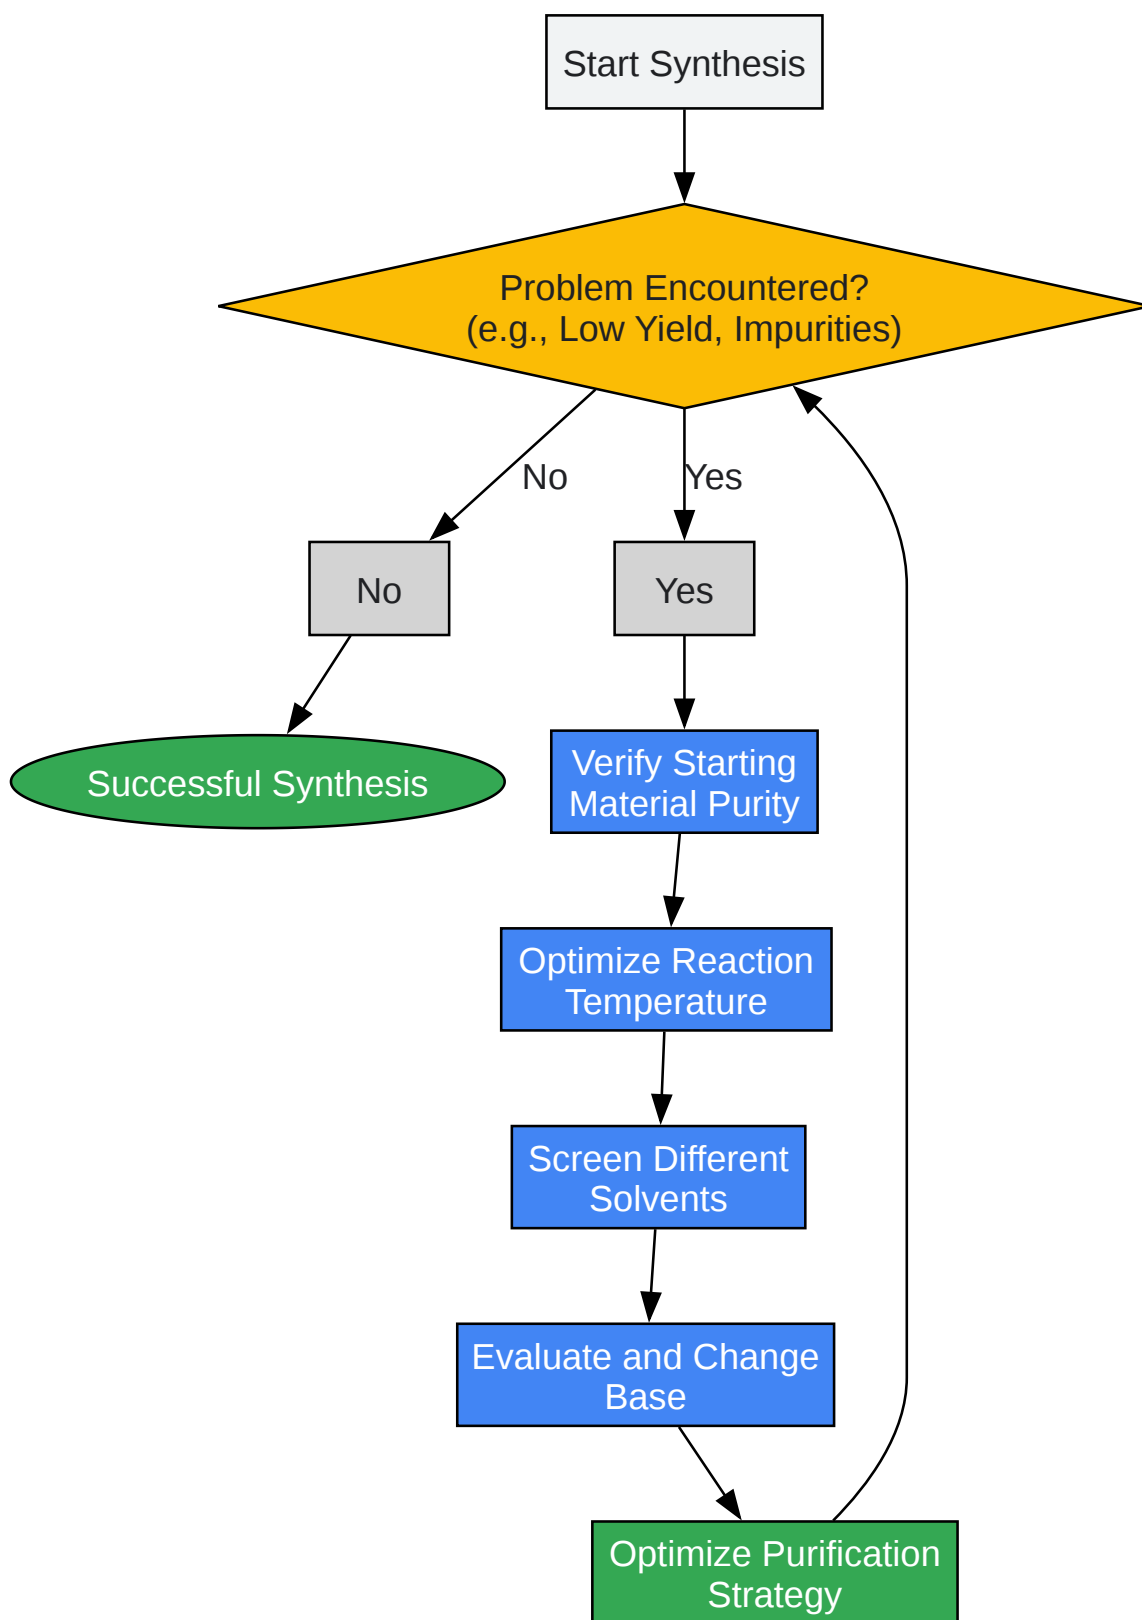 Start Synthesis
Problem Encountered?
(e.g., Low Yield, Impurities)
No
Yes
No
Yes
Successful Synthesis
Verify Starting
Material Purity
Optimize Reaction
Temperature
Screen Different
Solvents
Evaluate and Change
Base
Optimize Purification
Strategy